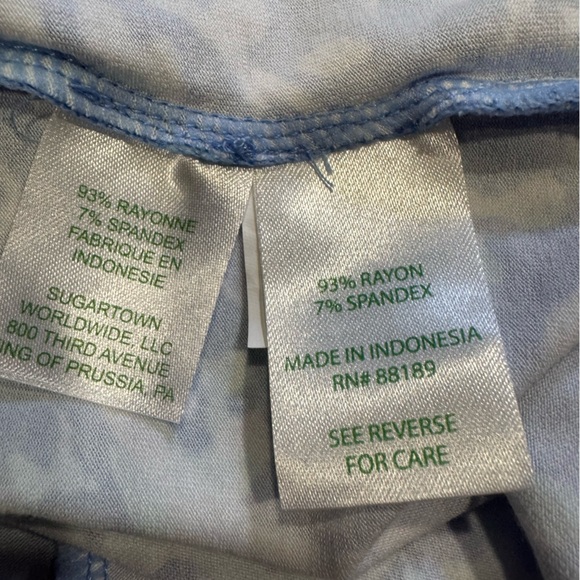 93% RAYONNE
7% SPANDEX
FABRIQUE EN
INDONESIE
SUGARTOWN
WORLDWIDE, LLC
800 THIRD AVENUE
ING OF PRUSSIA, PA
93% RAYON
7% SPANDEX
MADE IN INDONESIA
RN# 88189
SEE REVERSE
FOR CARE